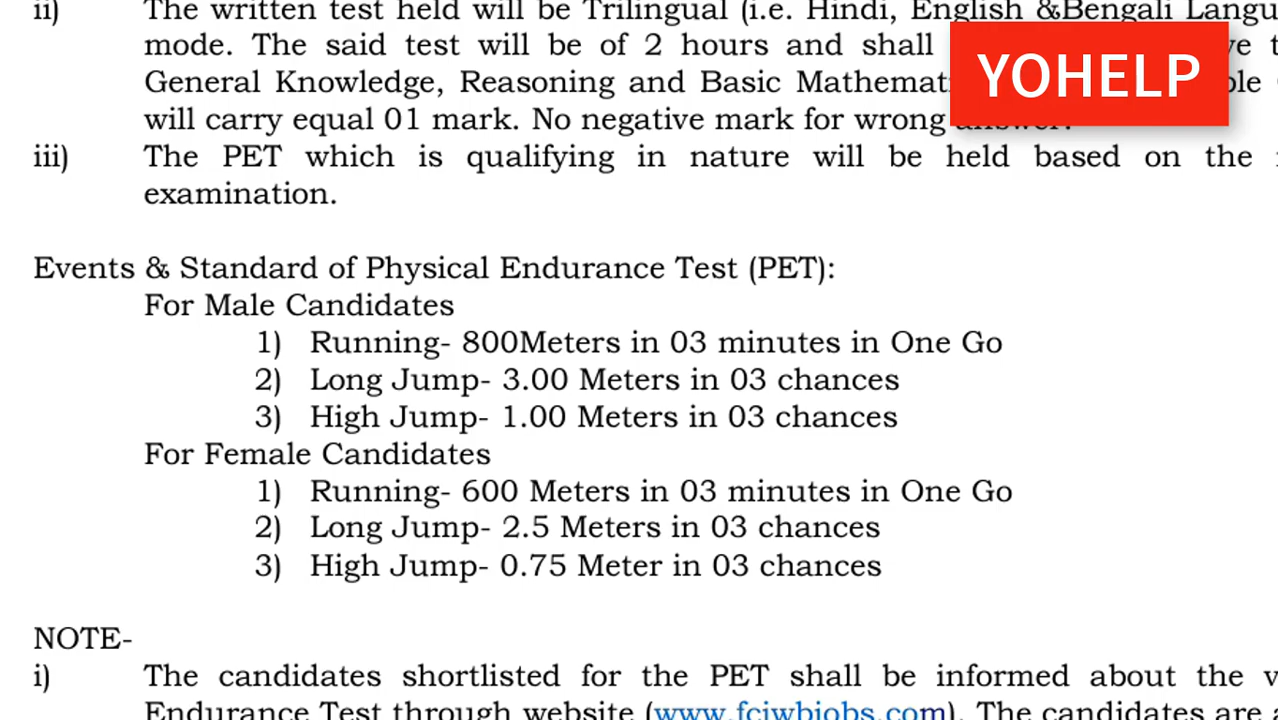 ii) The written test held will be Trilingual (i.e. Hindi, English &Bengali
mode. The said test will be of 2 hours and shall
General Knowledge, Reasoning and Basic
will carry equal 01 mark. No negative mark for wrong answer.
YOHELP
iii) The PET which is qualifying in nature will be held based on the
examination.
Events & Standard of Physical Endurance Test (PET):
For Male Candidates
1) Running- 800Meters in 03 minutes in One Go
2) Long Jump- 3.00 Meters in 03 chances
3) High Jump- 1.00 Meters in 03 chances
For Female Candidates
1) Running- 600 Meters in 03 minutes in One Go
2) Long Jump- 2.5 Meters in 03 chances
3) High Jump- 0.75 Meter in 03 chances
NOTE-
i) The candidates shortlisted for the PET shall be informed about the
Endurance Test through website (www.fciwbjobs.com). The candidates are